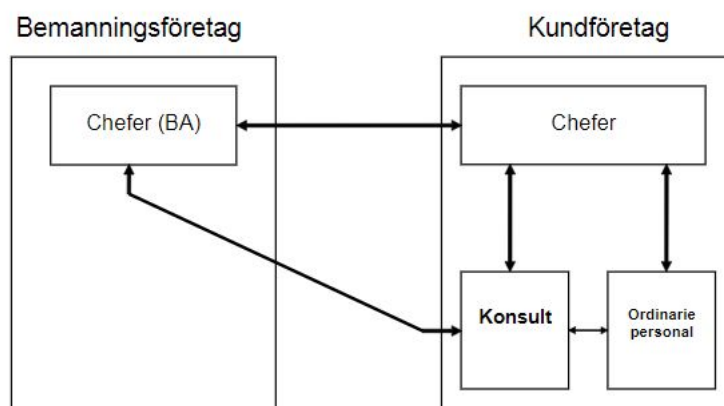 Bemanningsföretag
Kundföretag
Chefer (BA)
Chefer
Konsult
Ordinarie
personal